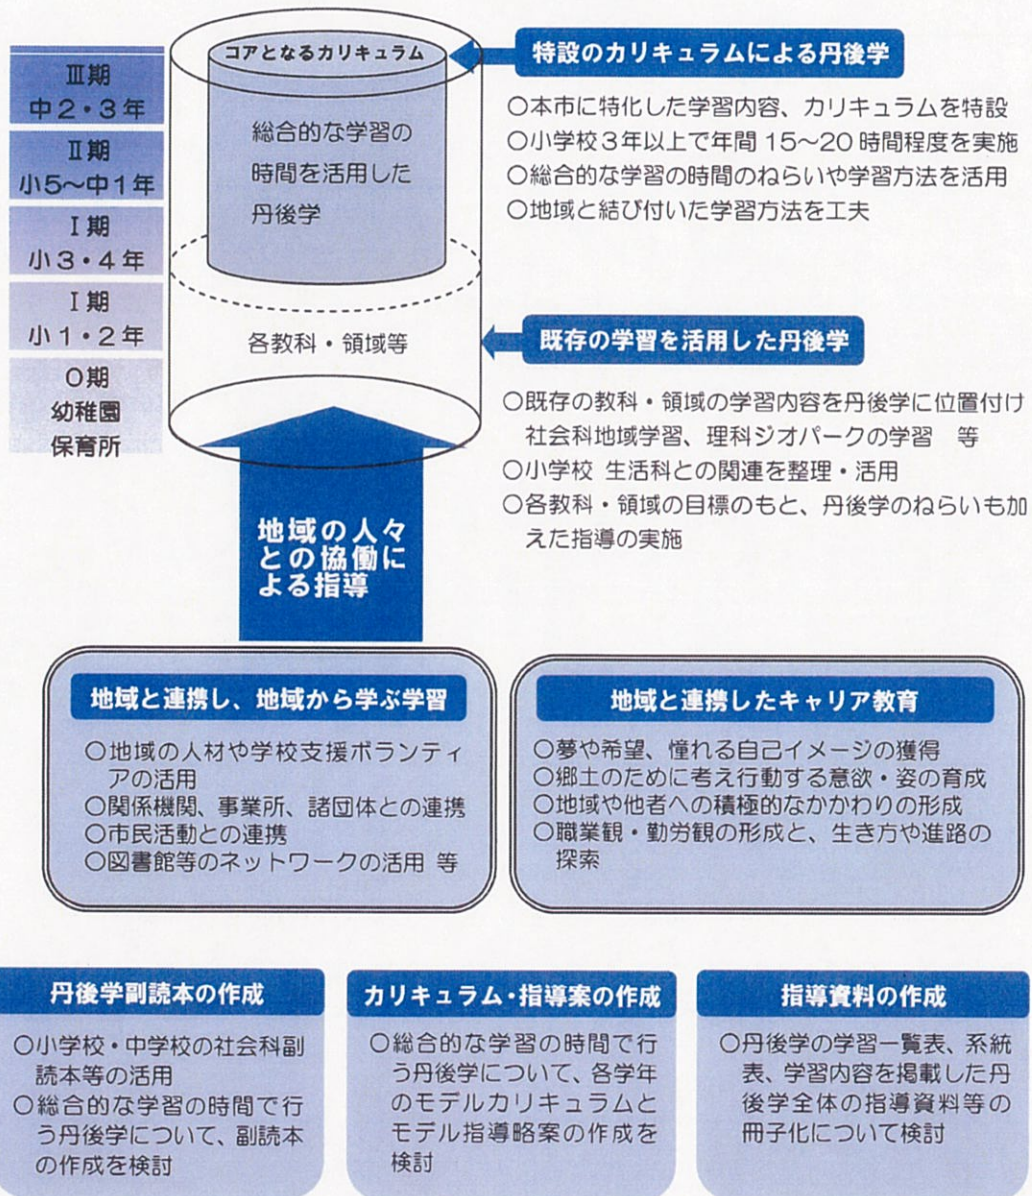 Ⅲ期
中2・3年
Ⅱ期
小5～中1年
Ⅰ期
小3・4年
Ⅰ期
小1・2年
0期
幼稚園
保育所
コアとなるカリキュラム
総合的な学習の
時間を活用した
丹後学
各教科・領域等
地域の人々
との協働に
よる指導
特設のカリキュラムによる丹後学
○本市に特化した学習内容、カリキュラムを特設
○小学校3年以上で年間 15～20 時間程度を実施
○総合的な学習の時間のねらいや学習方法を活用
○地域と結び付いた学習方法を工夫
既存の学習を活用した丹後学
○既存の教科・領域の学習内容を丹後学に位置付け
社会科地域学習、理科ジオパークの学習 等
○小学校 生活科との関連を整理・活用
○各教科・領域の目標のもと、丹後学のねらいも加
えた指導の実施
地域と連携し、地域から学ぶ学習
○地域の人材や学校支援ボランティ
アの活用
○関係機関、事業所、諸団体との連携
○市民活動との連携
○図書館等のネットワークの活用 等
地域と連携したキャリア教育
○夢や希望、憧れる自己イメージの獲得
○郷土のために考え行動する意欲・姿の育成
○地域や他者への積極的なかかわりの形成
○職業観・勤労観の形成と、生き方や進路の
探索
丹後学副読本の作成
○小学校・中学校の社会科副
読本等の活用
○総合的な学習の時間で行
う丹後学について、副読本
の作成を検討
カリキュラム・指導案の作成
○総合的な学習の時間で行
う丹後学について、各学年
のモデルカリキュラムと
モデル指導略案の作成を
検討
指導資料の作成
○丹後学の学習一覧表、系統
表、学習内容を掲載した丹
後学全体の指導資料等の
冊子化について検討